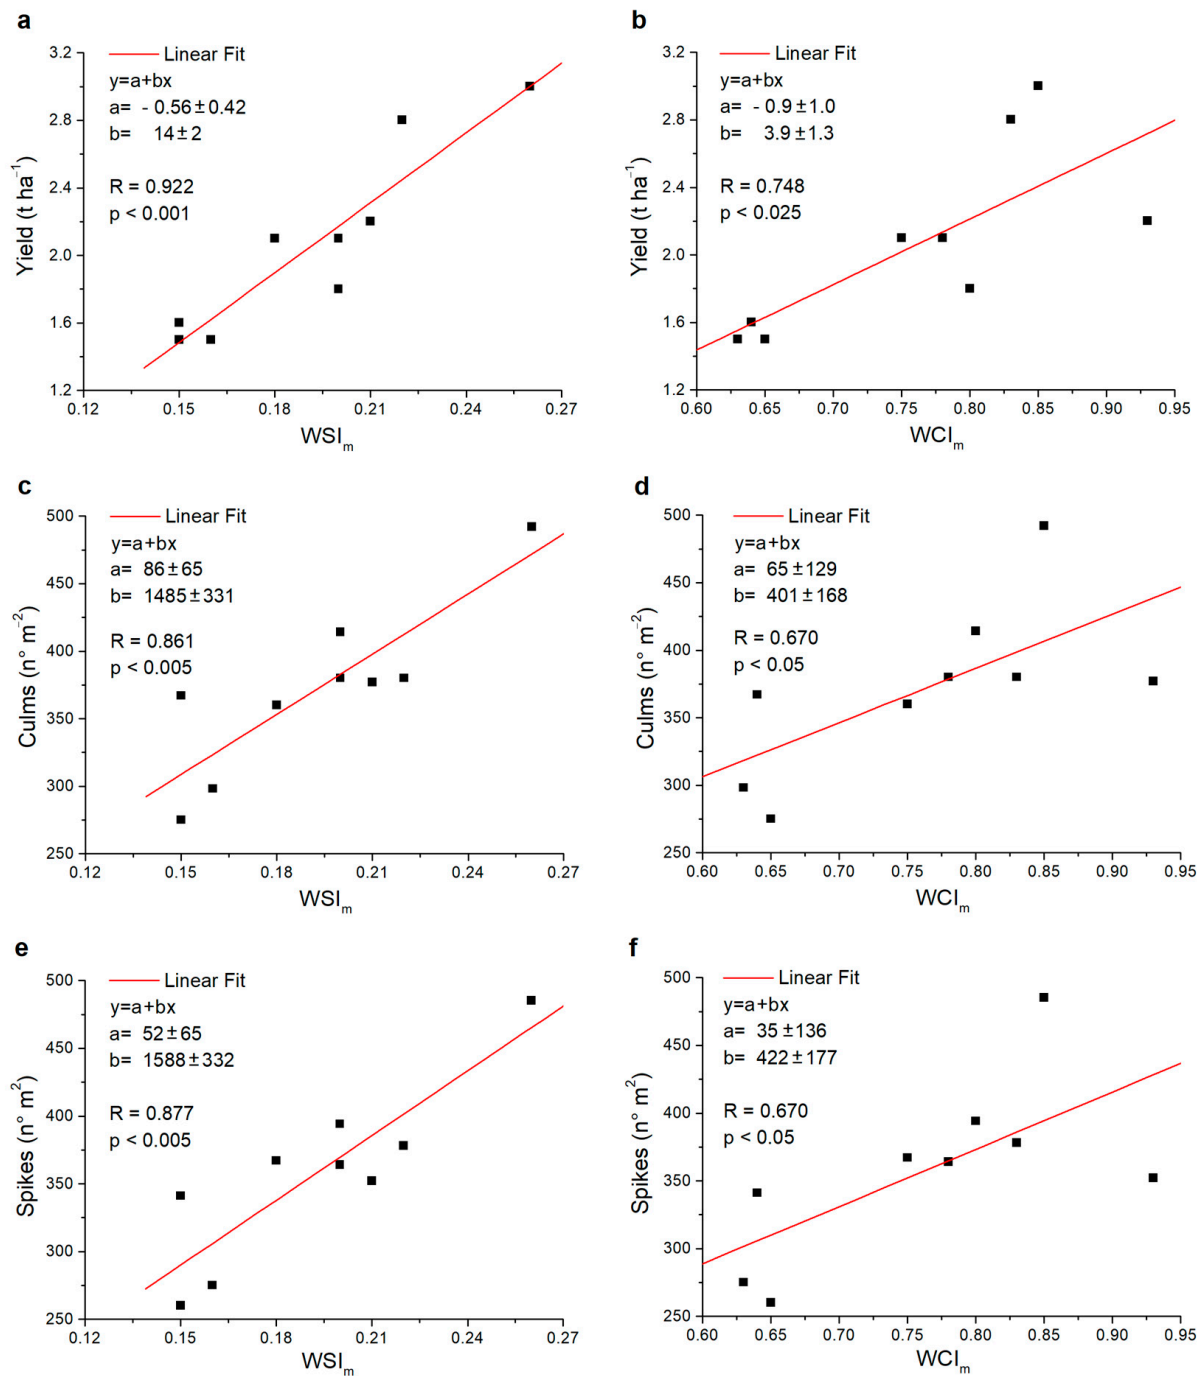 a
3.2
2.8
2.4
2.0
1.6
1.2
Yield (t ha⁻¹)
Linear Fit
y=a+bx
a= - 0.56±0.42
b= 14±2
R = 0.922
p < 0.001
0.12 0.15 0.18 0.21 0.24 0.27
WSIₘ
b
3.2
2.8
2.4
2.0
1.6
1.2
Yield (t ha⁻¹)
Linear Fit
y=a+bx
a= - 0.9±1.0
b= 3.9±1.3
R = 0.748
p < 0.025
0.60 0.65 0.70 0.75 0.80 0.85 0.90 0.95
WCIₘ
c
500
450
400
350
300
250
Culms (n° m⁻²)
Linear Fit
y=a+bx
a= 86±65
b= 1485±331
R = 0.861
p < 0.005
0.12 0.15 0.18 0.21 0.24 0.27
WSIₘ
d
500
450
400
350
300
250
Culms (n° m⁻²)
Linear Fit
y=a+bx
a= 65±129
b= 401±168
R = 0.670
p < 0.05
0.60 0.65 0.70 0.75 0.80 0.85 0.90 0.95
WCIₘ
e
500
450
400
350
300
250
Spikes (n° m²)
Linear Fit
y=a+bx
a= 52±65
b= 1588±332
R = 0.877
p < 0.005
0.12 0.15 0.18 0.21 0.24 0.27
WSIₘ
f
500
450
400
350
300
250
Spikes (n° m²)
Linear Fit
y=a+bx
a= 35±136
b= 422±177
R = 0.670
p < 0.05
0.60 0.65 0.70 0.75 0.80 0.85 0.90 0.95
WCIₘ